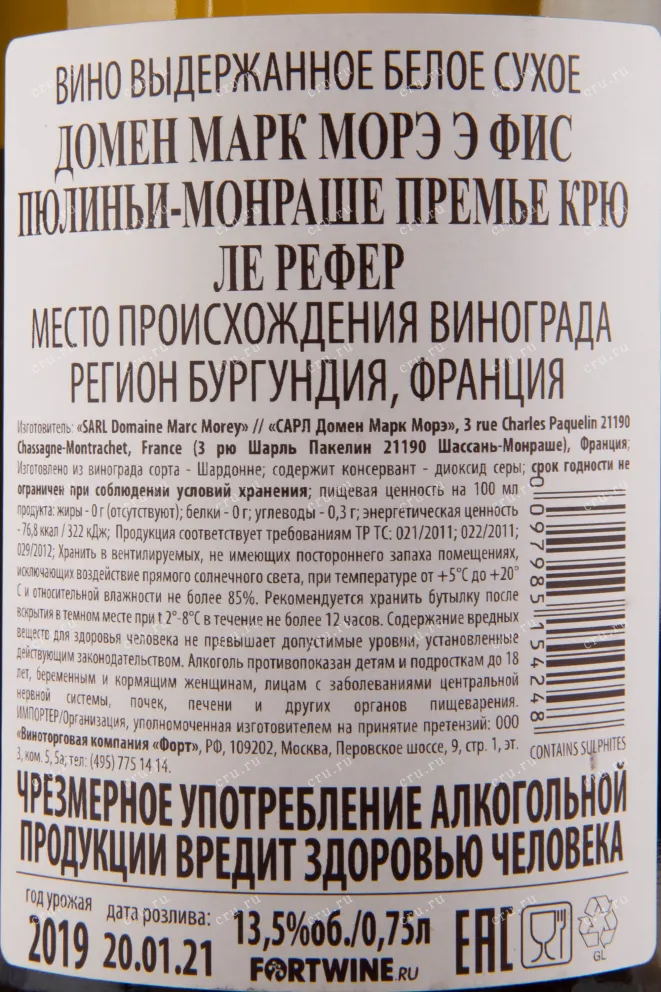 ВИНО ВЫДЕРЖАННОЕ БЕЛОЕ СУХОЕ
ДОМЕН МАРК МОРЭ Э ФИС
ПЮЛИНЬИ-МОНРАШЕ ПРЕМЬЕ КРЮ
ЛЕ РЕФЕР
МЕСТО ПРОИСХОЖДЕНИЯ ВИНОГРАДА
РЕГИОН БУРГУНДИЯ, ФРАНЦИЯ
Изготовитель: «SARL Domaine Marc Morey» // «САРЛ Домен Марк Морэ», 3 rue Charles Paquelin 21190
Chassagne-Montrachet, France (3 рю Шарль Пакелин 21190 Шассань-Монраше), Франция;
Изготовлено из винограда сорта - Шардонне; содержит консервант - диоксид серы; срок годности не
ограничен при соблюдений условий хранения; пищевая ценность на 100 мл
продукта: жиры - 0 г (отсутствуют); белки - 0 г; углеводы - 0,3 г; энергетическая ценность
- 76,8 ккал / 322 кДж; Продукция соответствует требованиям ТР ТС: 021/2011; 022/2011;
029/2012; Хранить в вентилируемых, не имеющих постороннего запаха помещениях,
исключающих воздействие прямого солнечного света, при температуре от +5°С до +20°
С и относительной влажности не более 85%. Рекомендуется хранить бутылку после
вскрытия в темном месте при t 2°-8°С в течение не более 12 часов. Содержание вредных
веществ для здоровья человека не превышает допустимые уровни, установленные
действующим законодательством. Алкоголь противопоказан детям и подросткам до 18
лет, беременным и кормящим женщинам, лицам с заболеваниями центральной
нервной системы, почек, печени и других органов пищеварения.
ИМПОРТЕР/Организация, уполномоченная изготовителем на принятие претензий: ООО
«Виноторговая компания «Форт», РФ, 109202, Москва, Перовское шоссе, 9, стр. 1, эт.
3, ком. 5, 5а; тел: (495) 775 14 14.
0 097985 154248
CONTAINS SULPHITES
ЧРЕЗМЕРНОЕ УПОТРЕБЛЕНИЕ АЛКОГОЛЬНОЙ
ПРОДУКЦИИ ВРЕДИТ ЗДОРОВЬЮ ЧЕЛОВЕКА
год урожая
2019
дата розлива:
20.01.21
13,5%об./0,75л
FORTWINE.RU
EAC
GL
cru.ru